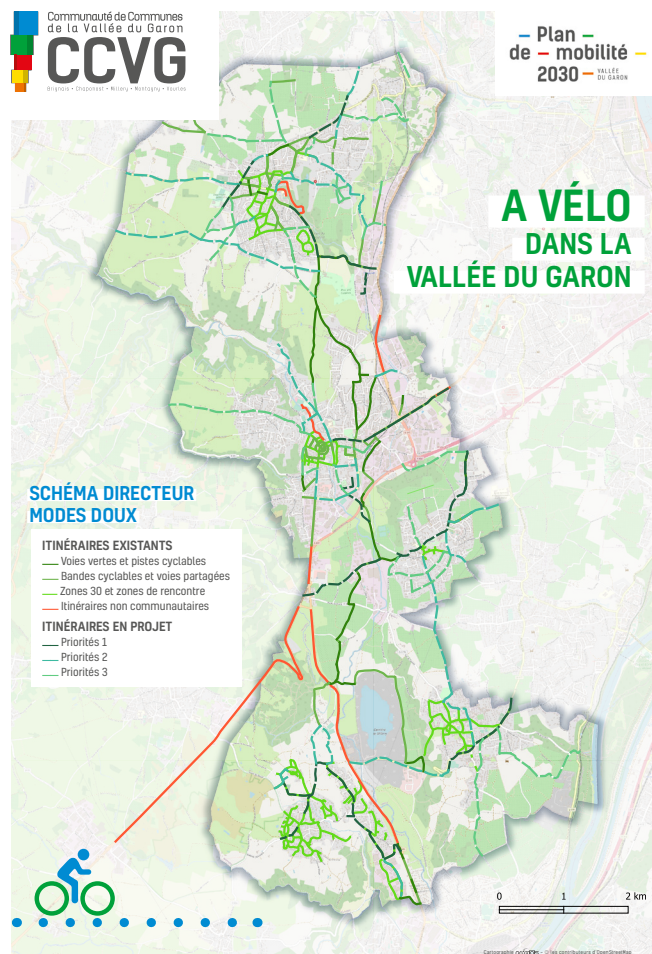 Communauté de Communes
de la Vallée du Garon
CCVG
Brignais • Chaponost • Millery • Montagny • Vourles
Plan
de – mobilité
2030
VALLÉE
DU GARON
A VÉLO
DANS LA
VALLÉE DU GARON
SCHÉMA DIRECTEUR
MODES DOUX
ITINÉRAIRES EXISTANTS
Voies vertes et pistes cyclables
Bandes cyclables et voies partagées
Zones 30 et zones de rencontre
Itinéraires non communautaires
ITINÉRAIRES EN PROJET
Priorités 1
Priorités 2
Priorités 3
0 1 2 km